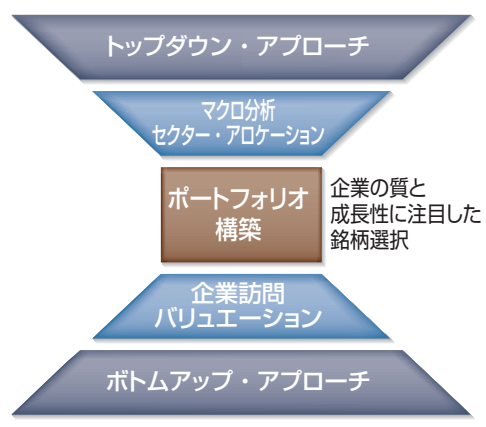 トップダウン・アプローチ
マクロ分析
セクター・アロケーション
ポートフォリオ
構築
企業の質と
成長性に注目した
銘柄選択
企業訪問
バリュエーション
ボトムアップ・アプローチ